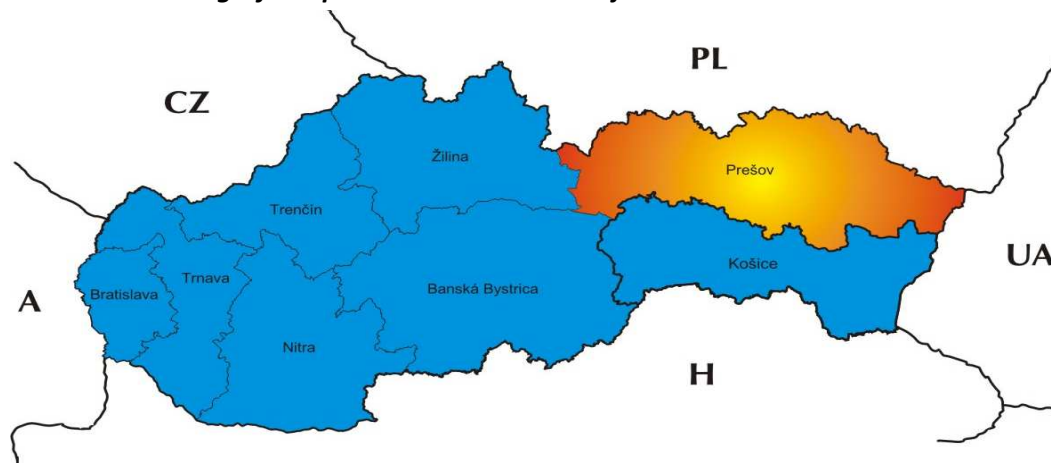 PL
CZ
Žilina
Prešov
Trenčín
UA
Košice
Trnava
Bratislava
Banská Bystrica
A
Nitra
H